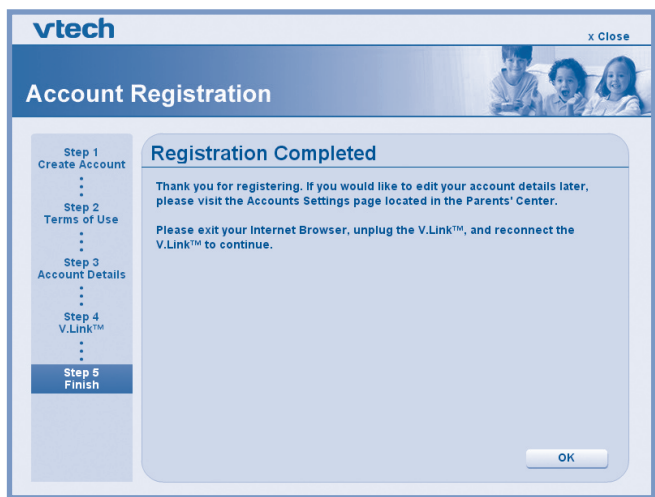 vtech
x Close
Account Registration
Step 1
Create Account
Step 2
Terms of Use
Step 3
Account Details
Step 4
V.Link™
Step 5
Finish
Registration Completed
Thank you for registering. If you would like to edit your account details later,
please visit the Accounts Settings page located in the Parents' Center.
Please exit your Internet Browser, unplug the V.Link™, and reconnect the
V.Link™ to continue.
OK